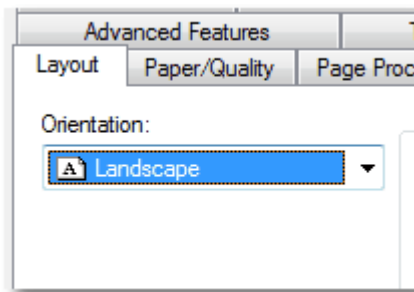 Advanced Features
Layout Paper/Quality Page Proc
Orientation:
A Landscape